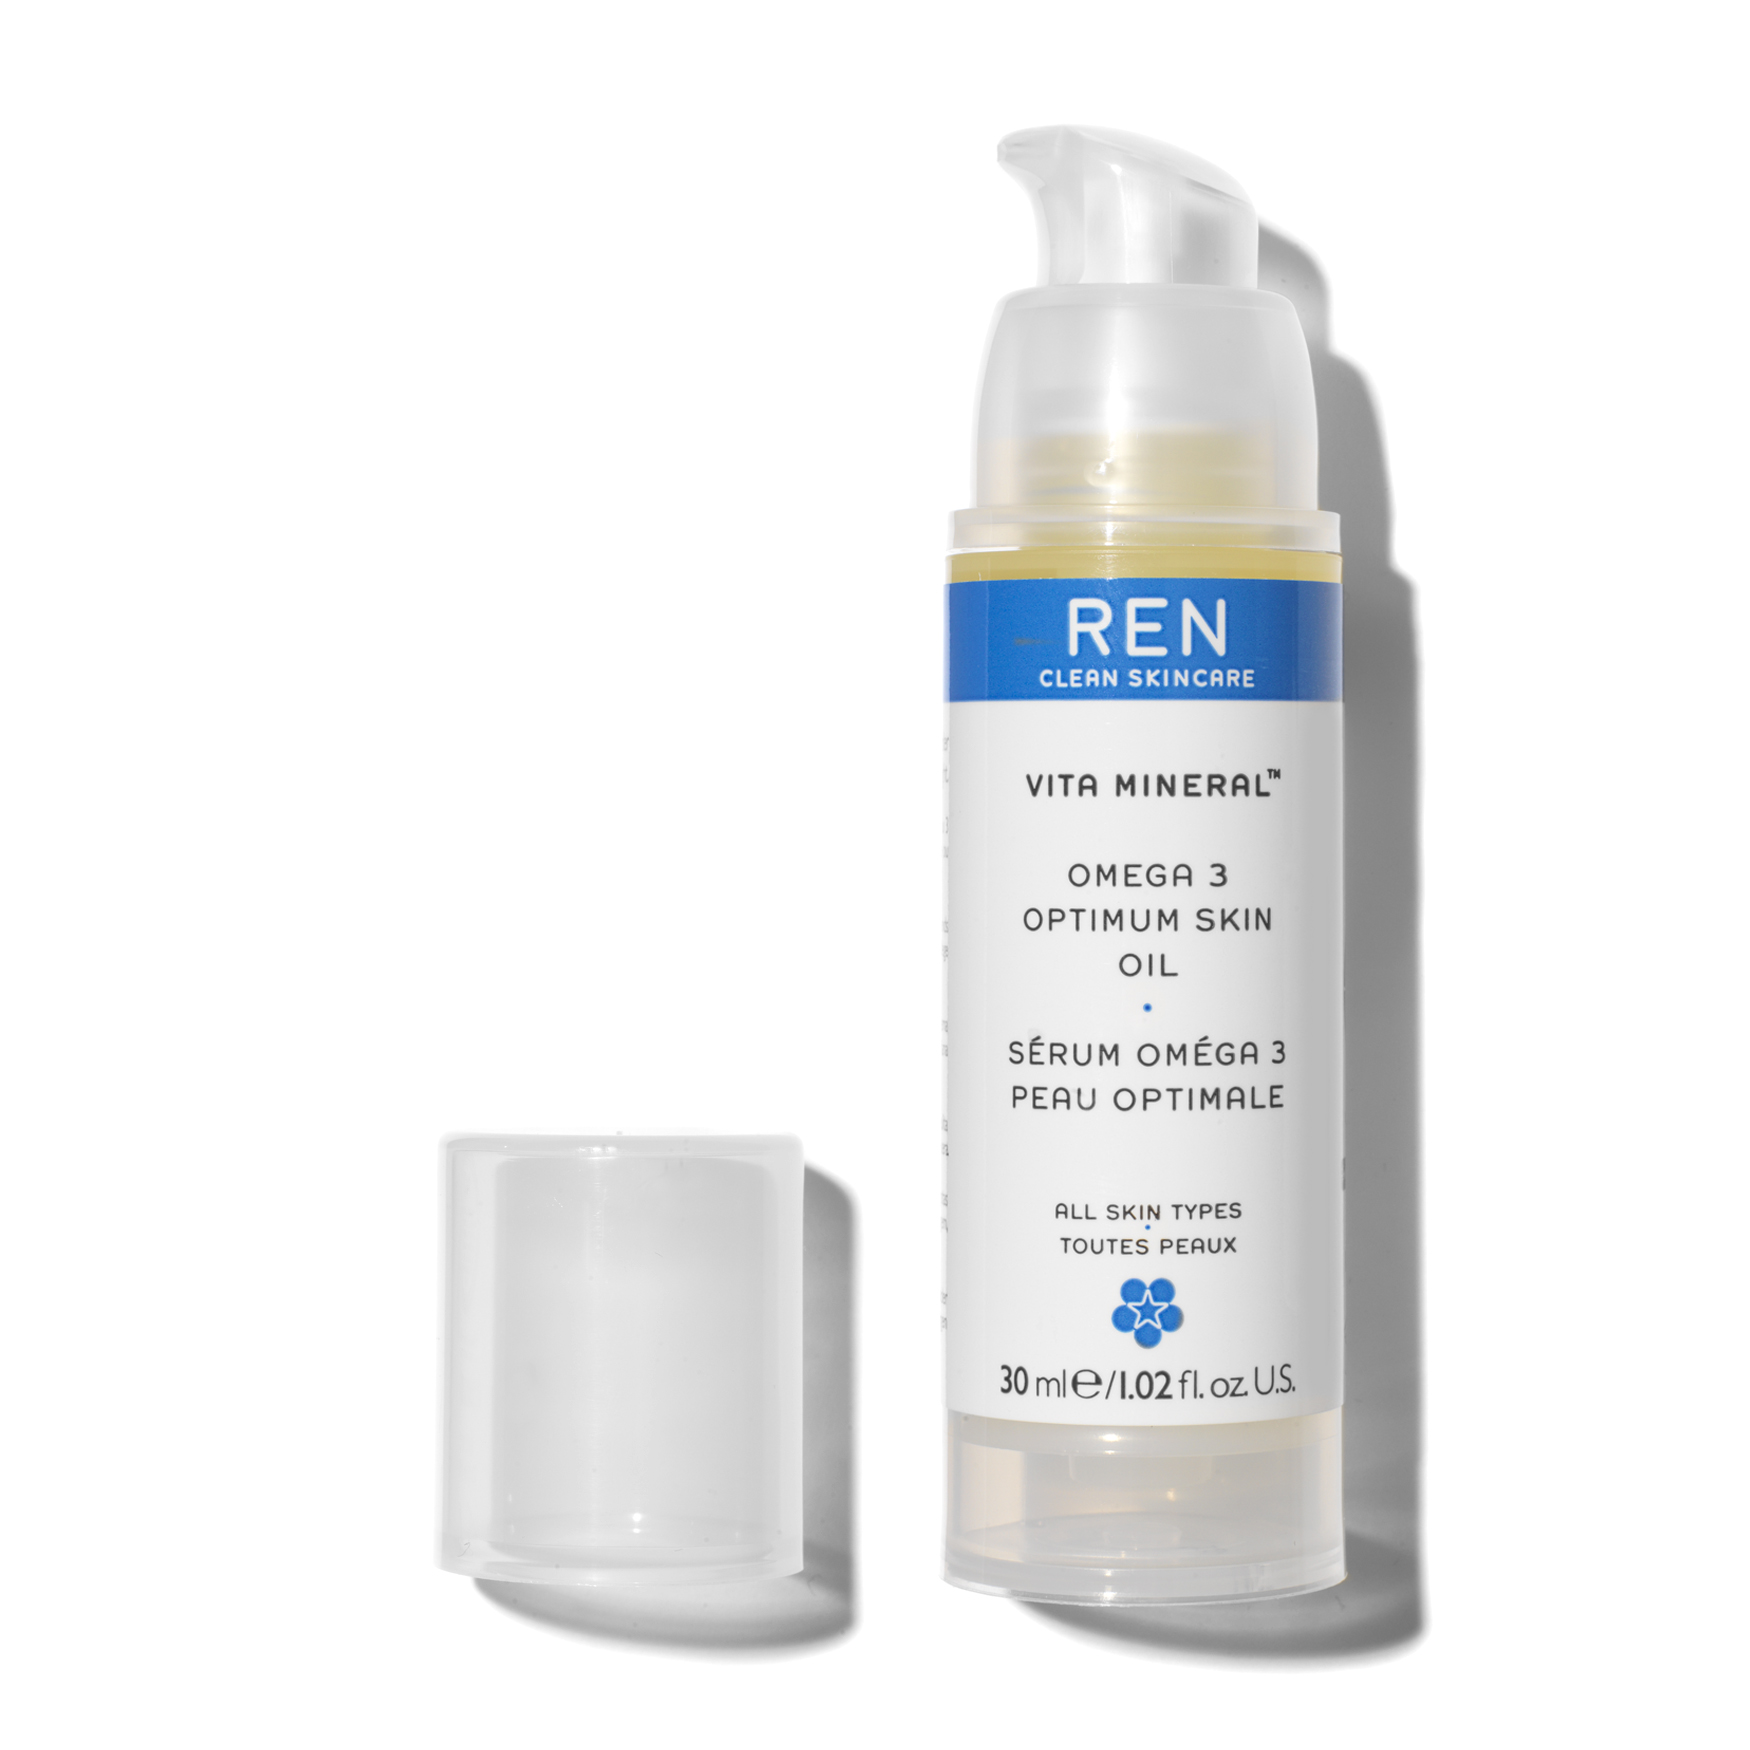 REN
CLEAN SKINCARE
VITA MINERAL™
OMEGA 3
OPTIMUM SKIN
OIL
•
SÉRUM OMÉGA 3
PEAU OPTIMALE
ALL SKIN TYPES
•
TOUTES PEAUX
30 ml℮/1.02 fl. oz. U.S.